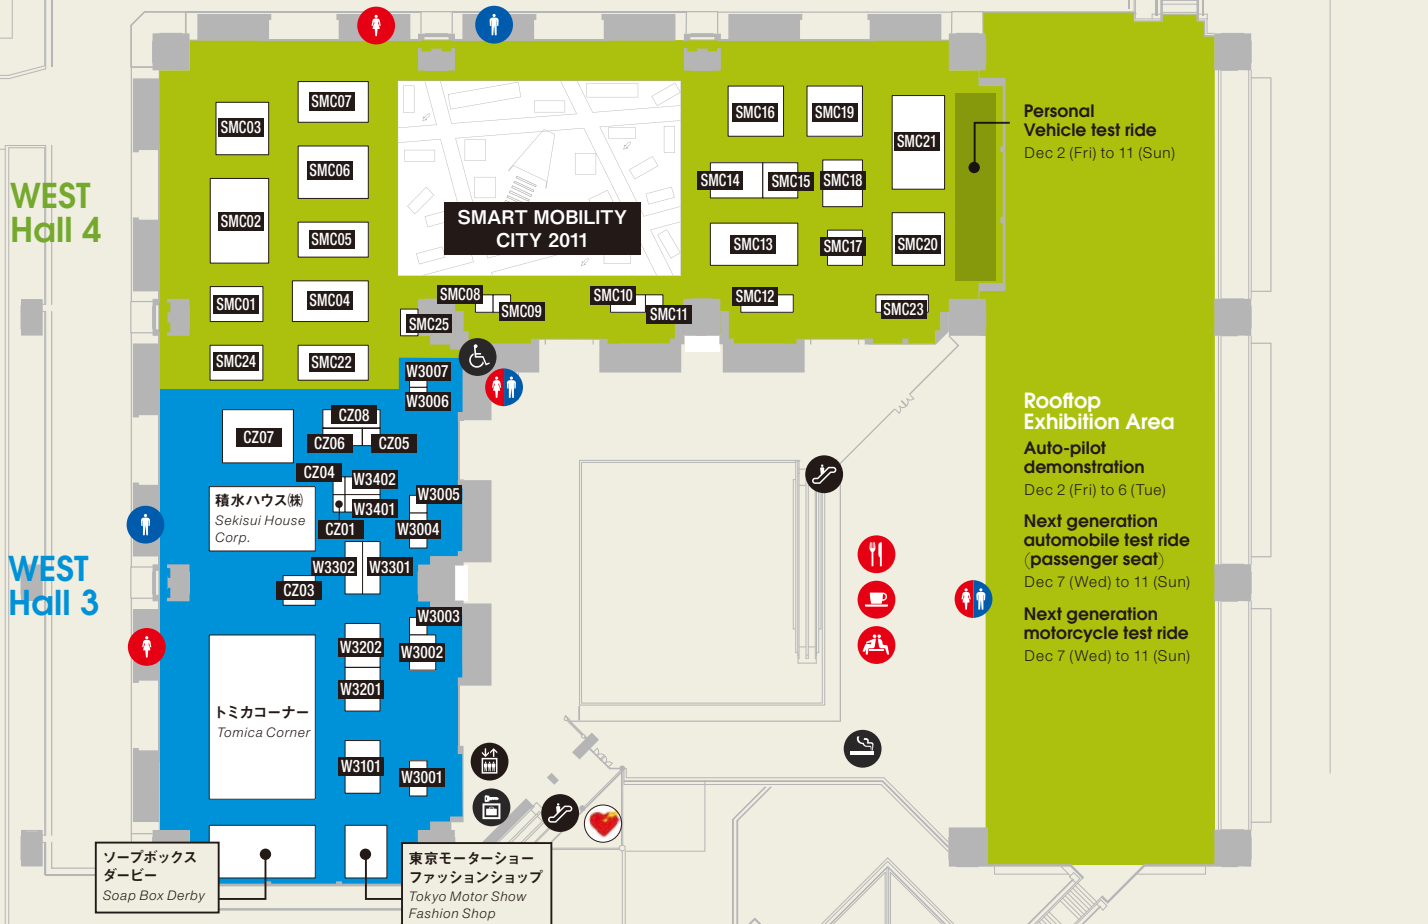 WEST
Hall 4
SMC07
SMC03
SMC06
SMC02
SMC05
SMC01
SMC04
SMC24
SMC22
SMC25
SMART MOBILITY
CITY 2011
SMC08
SMC09
SMC10
SMC11
SMC12
SMC23
SMC16
SMC19
SMC21
SMC14
SMC15
SMC18
SMC13
SMC17
SMC20
Personal
Vehicle test ride
Dec 2 (Fri) to 11 (Sun)
Rooftop
Exhibition Area
Auto-pilot
demonstration
Dec 2 (Fri) to 6 (Tue)
Next generation
automobile test ride
(passenger seat)
Dec 7 (Wed) to 11 (Sun)
Next generation
motorcycle test ride
Dec 7 (Wed) to 11 (Sun)
WEST
Hall 3
W3007
W3006
CZ08
CZ07
CZ06
CZ05
CZ04
W3402
W3005
積水ハウス㈱
Sekisui House
Corp.
W3401
CZ01
W3004
W3302
W3301
CZ03
W3003
W3202
W3002
W3201
トミカコーナー
Tomica Corner
W3101
W3001
ソープボックス
ダービー
Soap Box Derby
東京モーターショー
ファッションショップ
Tokyo Motor Show
Fashion Shop